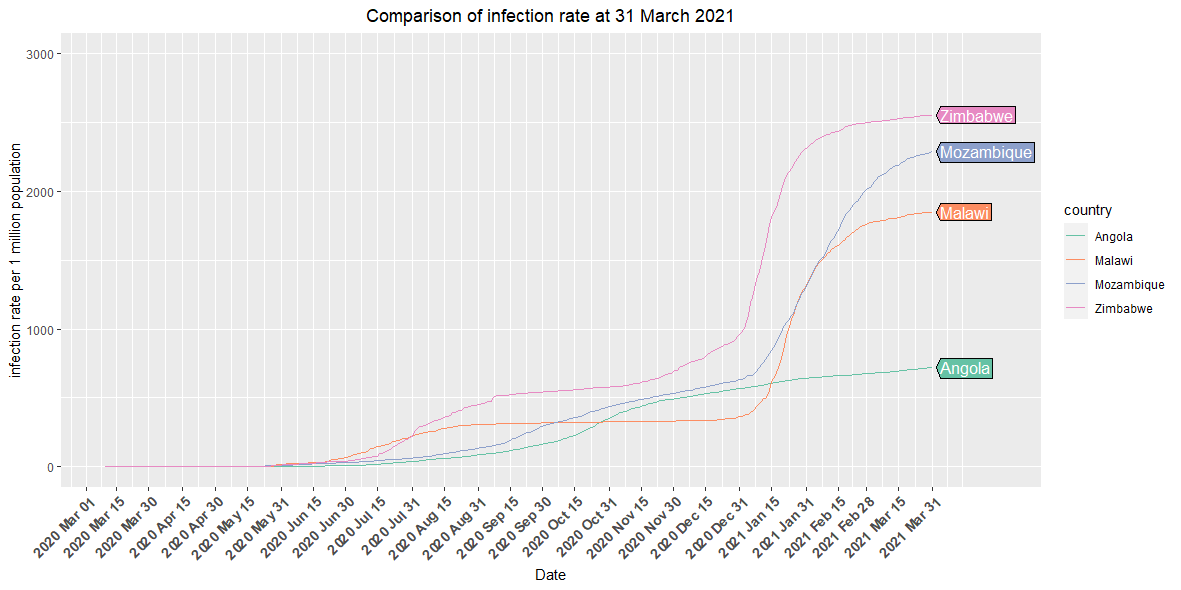 Comparison of infection rate at 31 March 2021
infection rate per 1 million population
3000
2000
1000
0
Zimbabwe
Mozambique
Malawi
Angola
country
Angola
Malawi
Mozambique
Zimbabwe
2020 Mar 01
2020 Mar 15
2020 Mar 30
2020 Apr 15
2020 Apr 30
2020 May 15
2020 May 31
2020 Jun 15
2020 Jun 30
2020 Jul 15
2020 Jul 31
2020 Aug 15
2020 Aug 31
2020 Sep 15
2020 Sep 30
2020 Oct 15
2020 Oct 31
2020 Nov 15
2020 Nov 30
2020 Dec 15
2020 Dec 31
2021 Jan 15
2021 Jan 31
2021 Feb 15
2021 Feb 28
2021 Mar 15
2021 Mar 31
Date